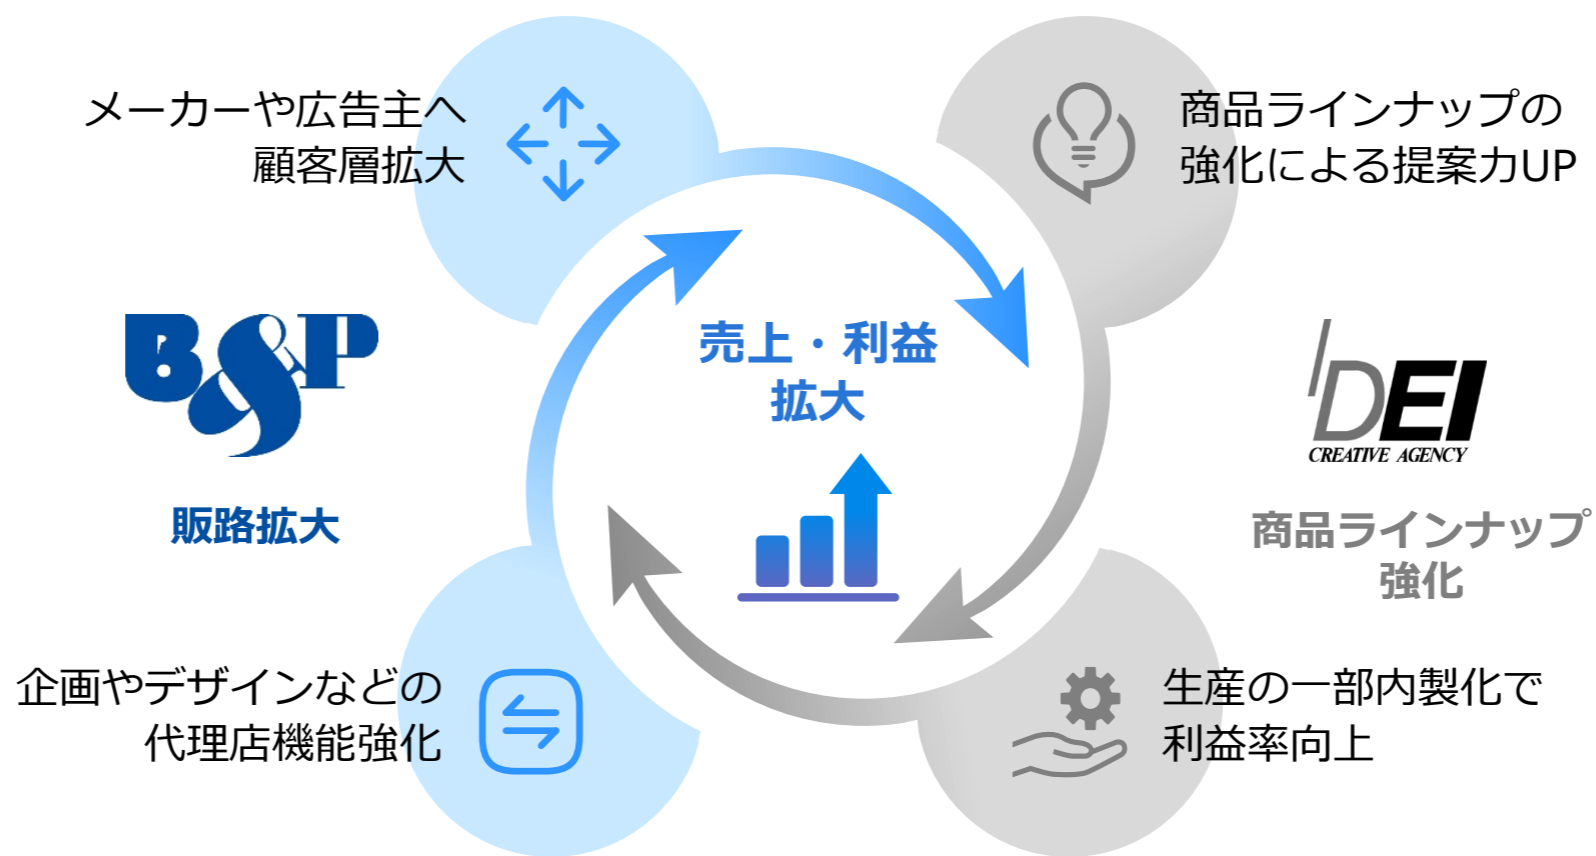 メーカーや広告主へ
顧客層拡大
商品ラインナップの
強化による提案力UP
売上・利益
拡大
B&P
販路拡大
DEI
CREATIVE AGENCY
商品ラインナップ
強化
企画やデザインなどの
代理店機能強化
生産の一部内製化で
利益率向上